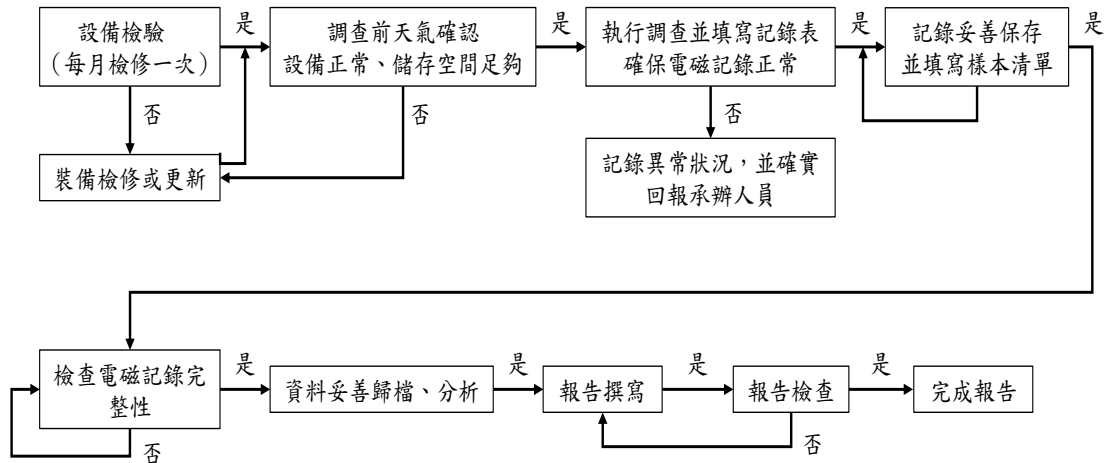 設備檢驗
（每月檢修一次）
是
調查前天氣確認
設備正常、儲存空間足夠
是
執行調查並填寫記錄表
確保電磁記錄正常
是
記錄妥善保存
並填寫樣本清單
是
否
否
否
裝備檢修或更新
記錄異常狀況，並確實
回報承辦人員
檢查電磁記錄完
整性
是
資料妥善歸檔、分析
是
報告撰寫
是
報告檢查
是
完成報告
否
否